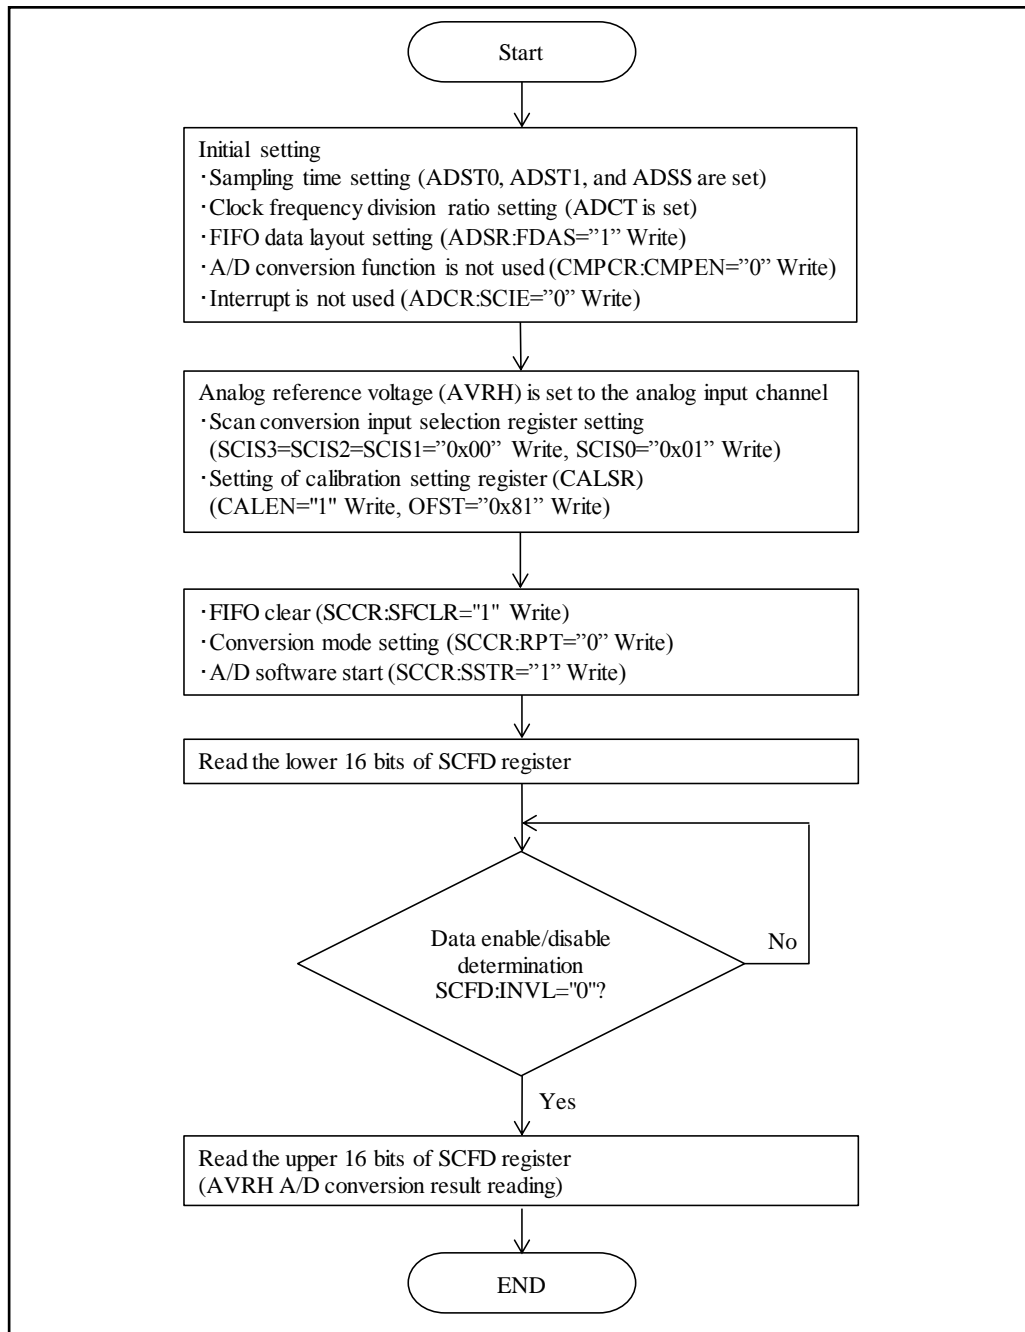 Start
Initial setting
・Sampling time setting (ADST0, ADST1, and ADSS are set)
・Clock frequency division ratio setting (ADCT is set)
・FIFO data layout setting (ADSR:FDAS=”1” Write)
・A/D conversion function is not used (CMPCR:CMPEN=”0” Write)
・Interrupt is not used (ADCR:SCIE=”0” Write)
Analog reference voltage (AVRH) is set to the analog input channel
・Scan conversion input selection register setting
(SCIS3=SCIS2=SCIS1=”0x00” Write, SCIS0=”0x01” Write)
・Setting of calibration setting register (CALSR)
(CALEN="1" Write, OFST=”0x81” Write)
・FIFO clear (SCCR:SFCLR="1" Write)
・Conversion mode setting (SCCR:RPT=”0” Write)
・A/D software start (SCCR:SSTR=”1” Write)
Read the lower 16 bits of SCFD register
Data enable/disable
determination
SCFD:INVL="0"?
No
Yes
Read the upper 16 bits of SCFD register
(AVRH A/D conversion result reading)
END